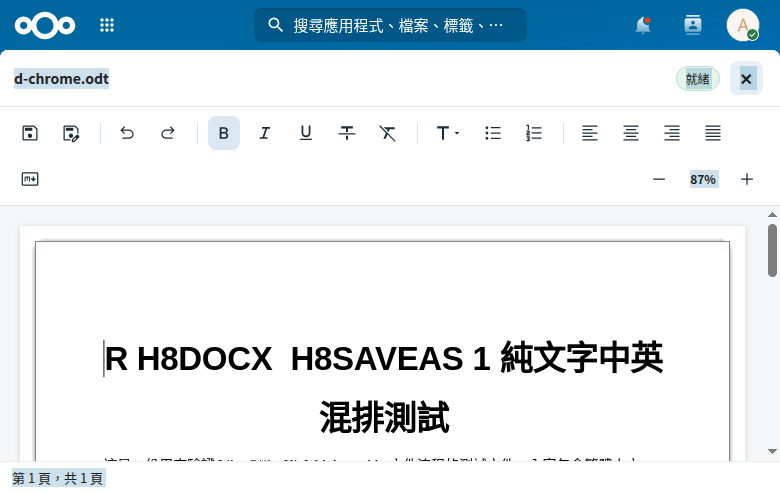 搜尋應用程式、檔案、標籤、…
A
d-chrome.odt
就緒
87%
R H8DOCX  H8SAVEAS 1 純文字中英
混排測試
第 1 頁，共 1 頁